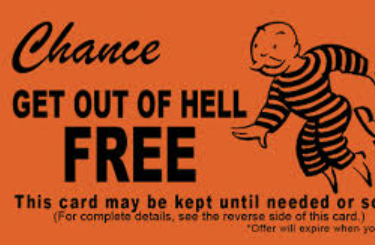 Chance
GET OUT OF HELL
FREE
This card may be kept until needed or
(For complete details, see the reverse side of this card.)
*Offer will expire when